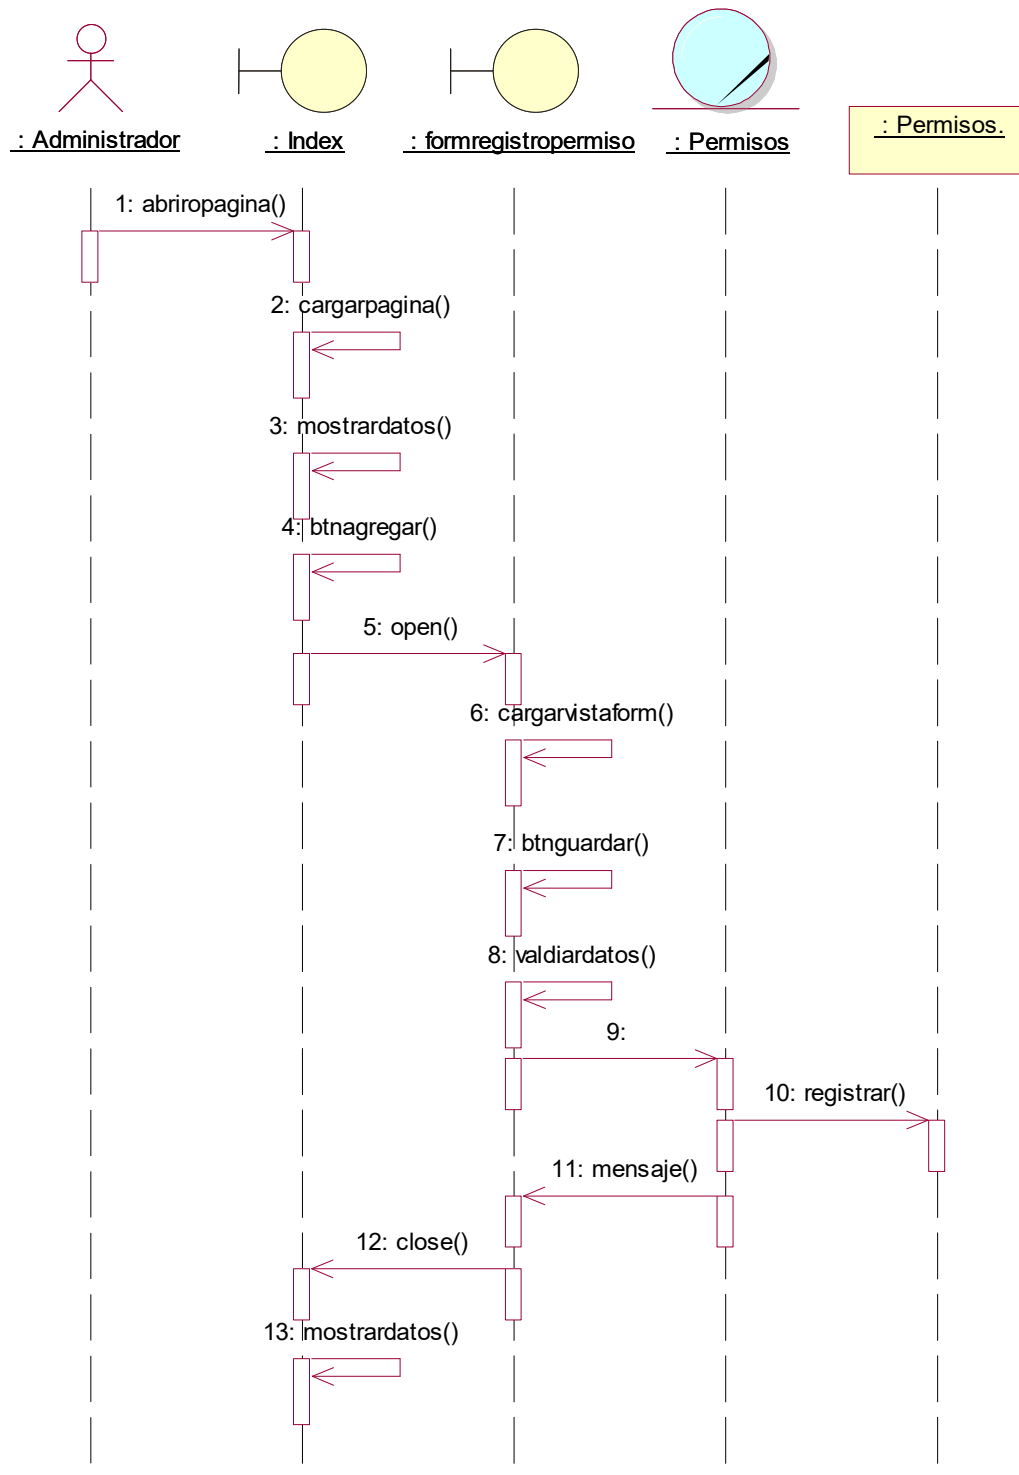 : Administrador
: Index
: formregistropermiso
: Permisos
: Permisos.
1: abriropagina()
2: cargarpagina()
3: mostrardatos()
4: btnagregar()
5: open()
6: cargarvistaform()
7: btnguardar()
8: valdiardatos()
9:
10: registrar()
11: mensaje()
12: close()
13: mostrardatos()